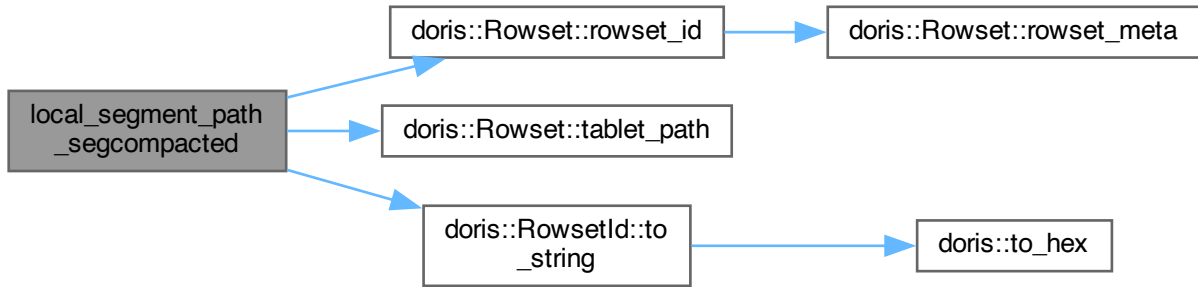 doris::Rowset::rowset_id
doris::Rowset::rowset_meta
local_segment_path
_segcompacted
doris::Rowset::tablet_path
doris::RowsetId::to
_string
doris::to_hex